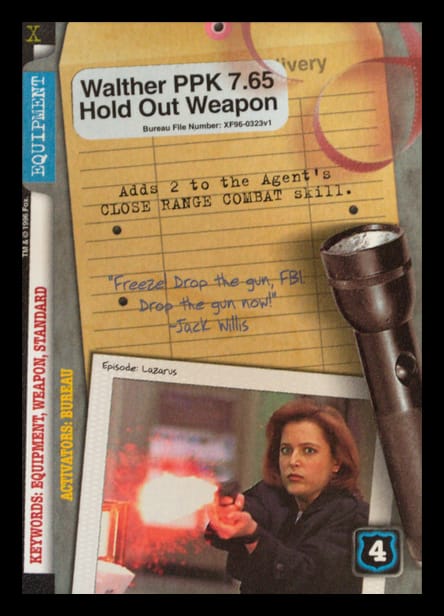 X
EQUIPMENT
TM & © 1996 Fox.
KEYWORDS: EQUIPMENT, WEAPON, STANDARD
ACTIVATORS: BUREAU
livery
Walther PPK 7.65
Hold Out Weapon
Bureau File Number: XF96-0323v1
Adds 2 to the Agent's
CLOSE RANGE COMBAT skill.
"Freeze! Drop the gun, FBI.
Drop the gun now!"
-Jack Willis
Episode: Lazarus
4